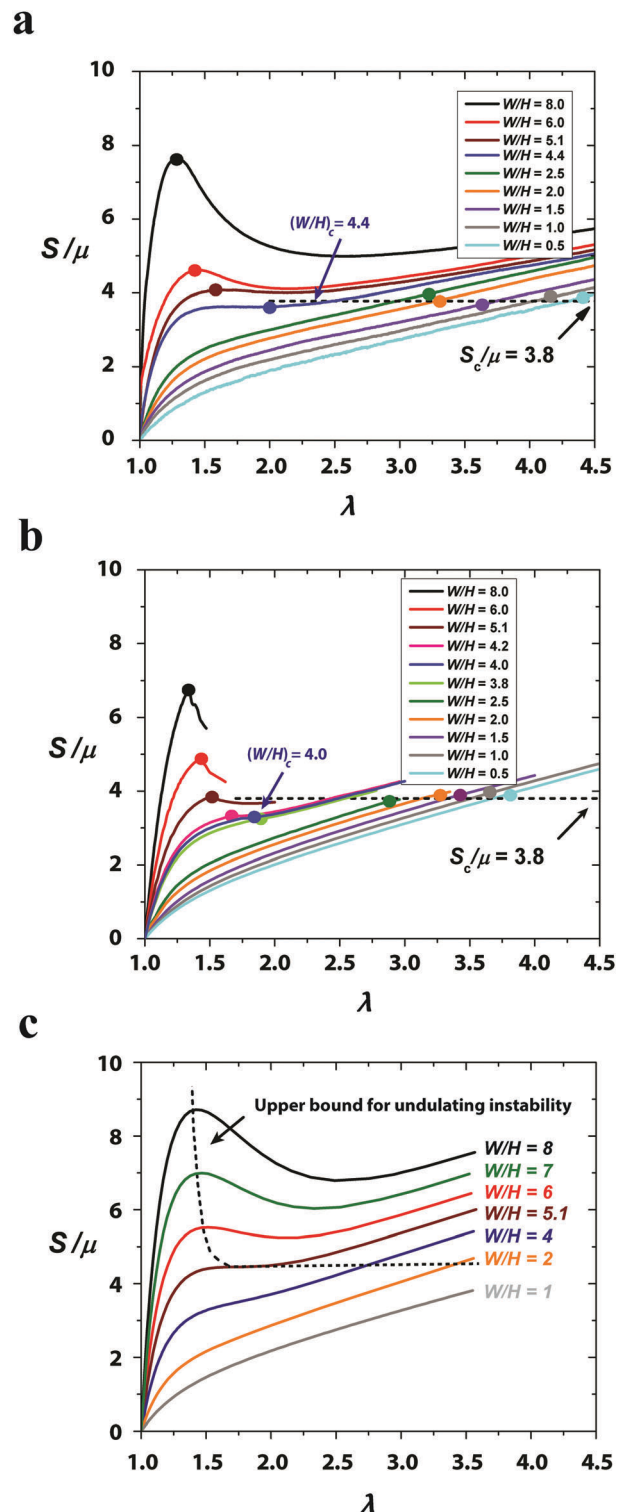 a
10
8
6
4
2
0
S/μ
W/H = 8.0
W/H = 6.0
W/H = 5.1
W/H = 4.4
W/H = 2.5
W/H = 2.0
W/H = 1.5
W/H = 1.0
W/H = 0.5
(W/H)c = 4.4
Sc/μ = 3.8
1.0 1.5 2.0 2.5 3.0 3.5 4.0 4.5
λ
b
10
8
6
4
2
0
S/μ
W/H = 8.0
W/H = 6.0
W/H = 5.1
W/H = 4.2
W/H = 4.0
W/H = 3.8
W/H = 2.5
W/H = 2.0
W/H = 1.5
W/H = 1.0
W/H = 0.5
(W/H)c = 4.0
Sc/μ = 3.8
1.0 1.5 2.0 2.5 3.0 3.5 4.0 4.5
λ
c
10
8
6
4
2
0
S/μ
Upper bound for undulating instability
W/H = 8
W/H = 7
W/H = 6
W/H = 5.1
W/H = 4
W/H = 2
W/H = 1
1.0 1.5 2.0 2.5 3.0 3.5 4.0 4.5
λ